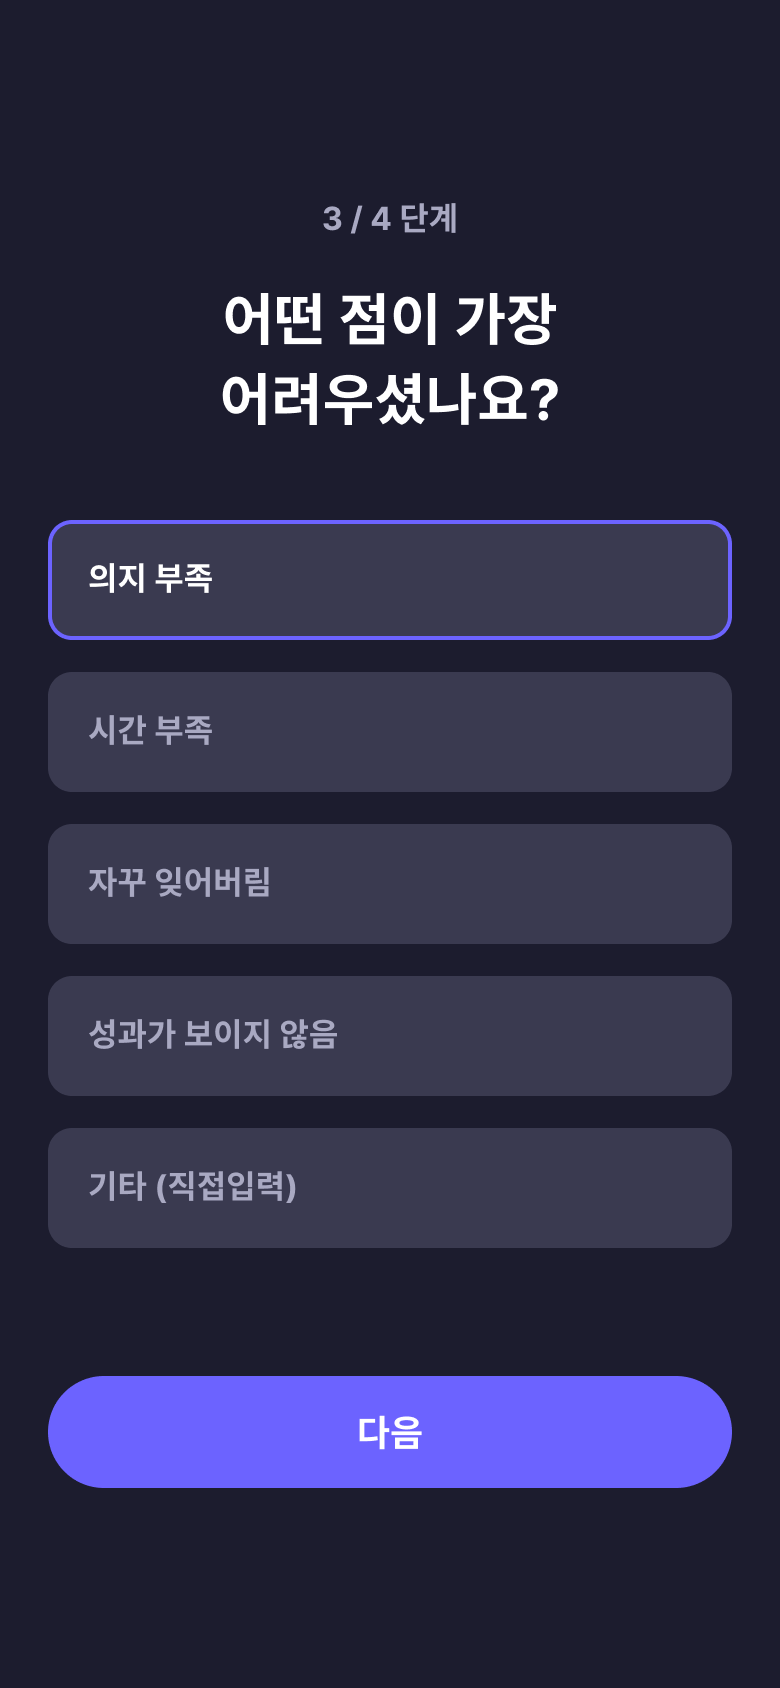 3 / 4 단계
어떤 점이 가장
어려우셨나요?
의지 부족
시간 부족
자꾸 잊어버림
성과가 보이지 않음
기타 (직접입력)
다음